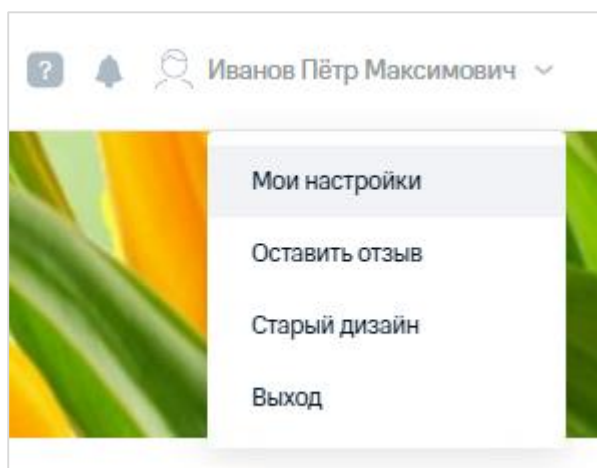 ? Иванов Пётр Максимович
Мои настройки
Оставить отзыв
Старый дизайн
Выход